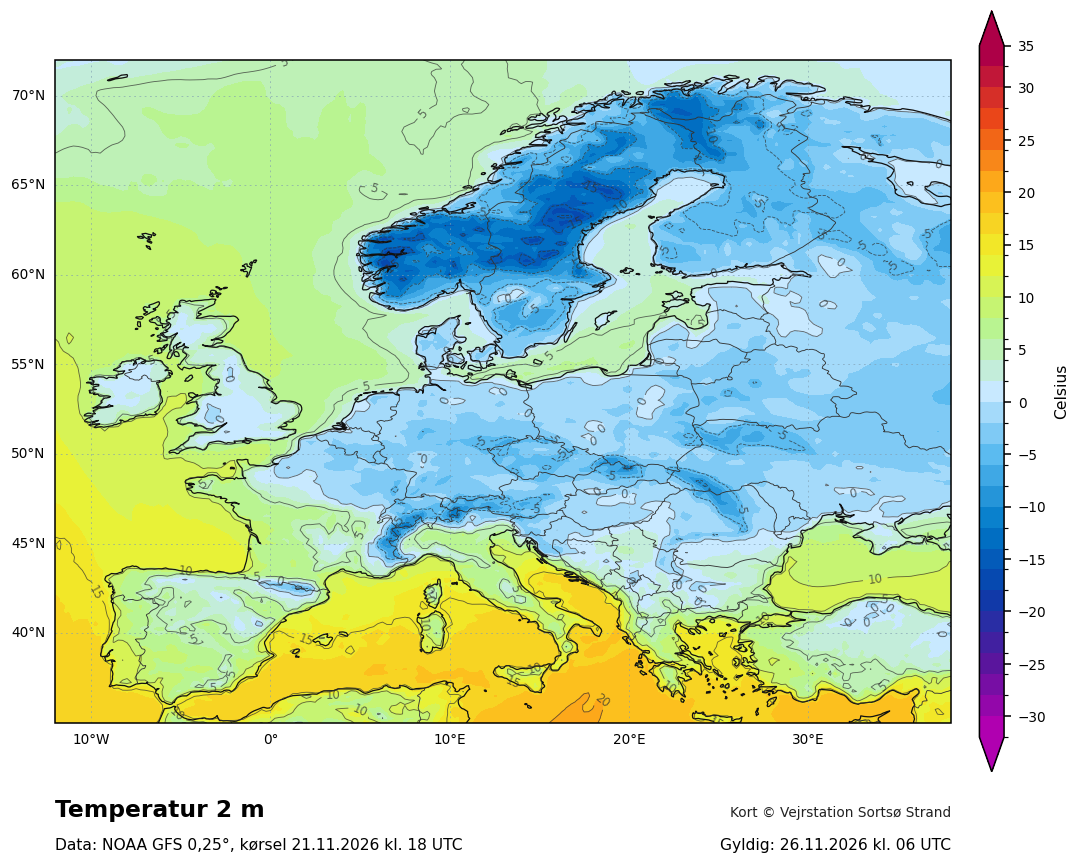 70°N
65°N
60°N
55°N
50°N
45°N
40°N
10°W
0°
10°E
20°E
30°E
35
30
25
20
15
10
5
0
−5
−10
−15
−20
−25
−30
Celsius
Temperatur 2 m
Kort © Vejrstation Sortsø Strand
Data: NOAA GFS 0,25°, kørsel 21.11.2026 kl. 18 UTC
Gyldig: 26.11.2026 kl. 06 UTC